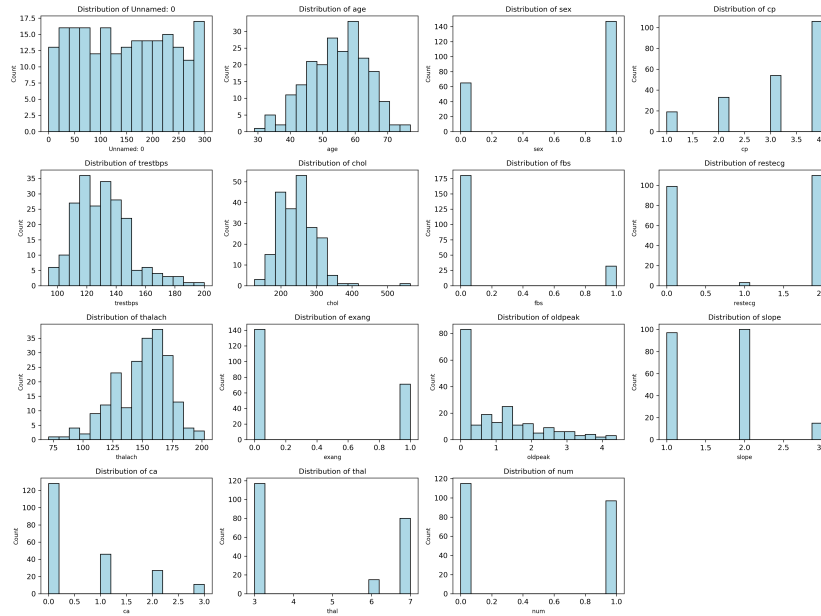 Distribution of Unnamed: 0
Count
17.5
15.0
12.5
10.0
7.5
5.0
2.5
0.0
0 50 100 150 200 250 300
Unnamed: 0
Distribution of age
Count
30
25
20
15
10
5
0
30 40 50 60 70
age
Distribution of sex
Count
140
120
100
80
60
40
20
0
0.0 0.2 0.4 0.6 0.8 1.0
sex
Distribution of cp
Count
100
80
60
40
20
0
1.0 1.5 2.0 2.5 3.0 3.5
cp
Distribution of trestbps
Count
35
30
25
20
15
10
5
0
100 120 140 160 180 200
trestbps
Distribution of chol
Count
50
40
30
20
10
0
200 300 400 500
chol
Distribution of fbs
Count
175
150
125
100
75
50
25
0
0.0 0.2 0.4 0.6 0.8 1.0
fbs
Distribution of restecg
Count
100
80
60
40
20
0
0.0 0.5 1.0 1.5
restecg
Distribution of thalach
Count
35
30
25
20
15
10
5
0
75 100 125 150 175 200
thalach
Distribution of exang
Count
140
120
100
80
60
40
20
0
0.0 0.2 0.4 0.6 0.8 1.0
exang
Distribution of oldpeak
Count
80
60
40
20
0
0 1 2 3 4
oldpeak
Distribution of slope
Count
100
80
60
40
20
0
1.0 1.5 2.0 2.5
slope
Distribution of ca
Count
120
100
80
60
40
20
0
0.0 0.5 1.0 1.5 2.0 2.5 3.0
ca
Distribution of thal
Count
120
100
80
60
40
20
0
3 4 5 6 7
thal
Distribution of num
Count
120
100
80
60
40
20
0
0.0 0.2 0.4 0.6 0.8 1.0
num